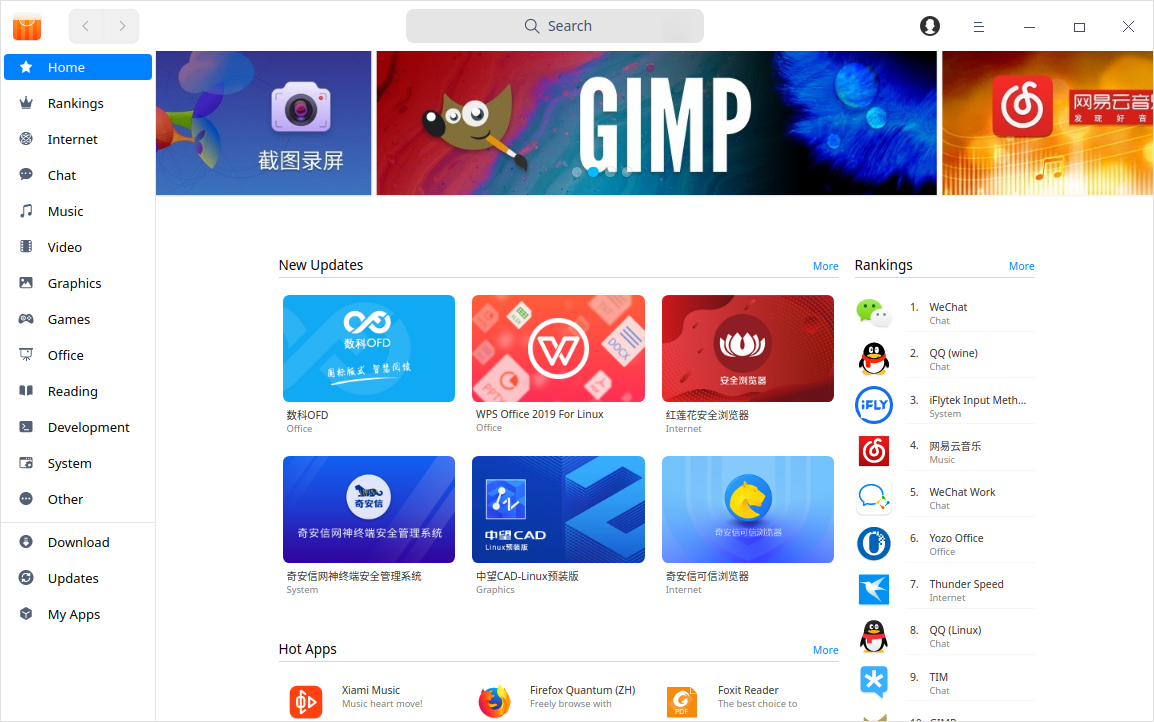 Search
Home
Rankings
Internet
Chat
Music
Video
Graphics
Games
Office
Reading
Development
System
Other
Download
Updates
My Apps
截图录屏
GIMP
网易云音
发现好音
New Updates
More
数科OFD
国标版式 智慧阅读
数科OFD
Office
W
DOCX
PPTX
WPS Office 2019 For Linux
Office
安全浏览器
红莲花安全浏览器
Internet
奇安信
奇安信网神终端安全管理系统
奇安信网神终端安全管理系统
System
中望CAD
Linux预装版
中望CAD-Linux预装版
Graphics
奇安信可信浏览器
奇安信可信浏览器
Internet
Rankings
More
1. WeChat
Chat
2. QQ (wine)
Chat
iFLY
3. iFlytek Input Meth...
System
4. 网易云音乐
Music
5. WeChat Work
Chat
6. Yozo Office
Office
7. Thunder Speed
Internet
8. QQ (Linux)
Chat
9. TIM
Chat
10. GIMP
Hot Apps
More
Xiami Music
Music heart move!
Firefox Quantum (ZH)
Freely browse with
PDF
Foxit Reader
The best choice to